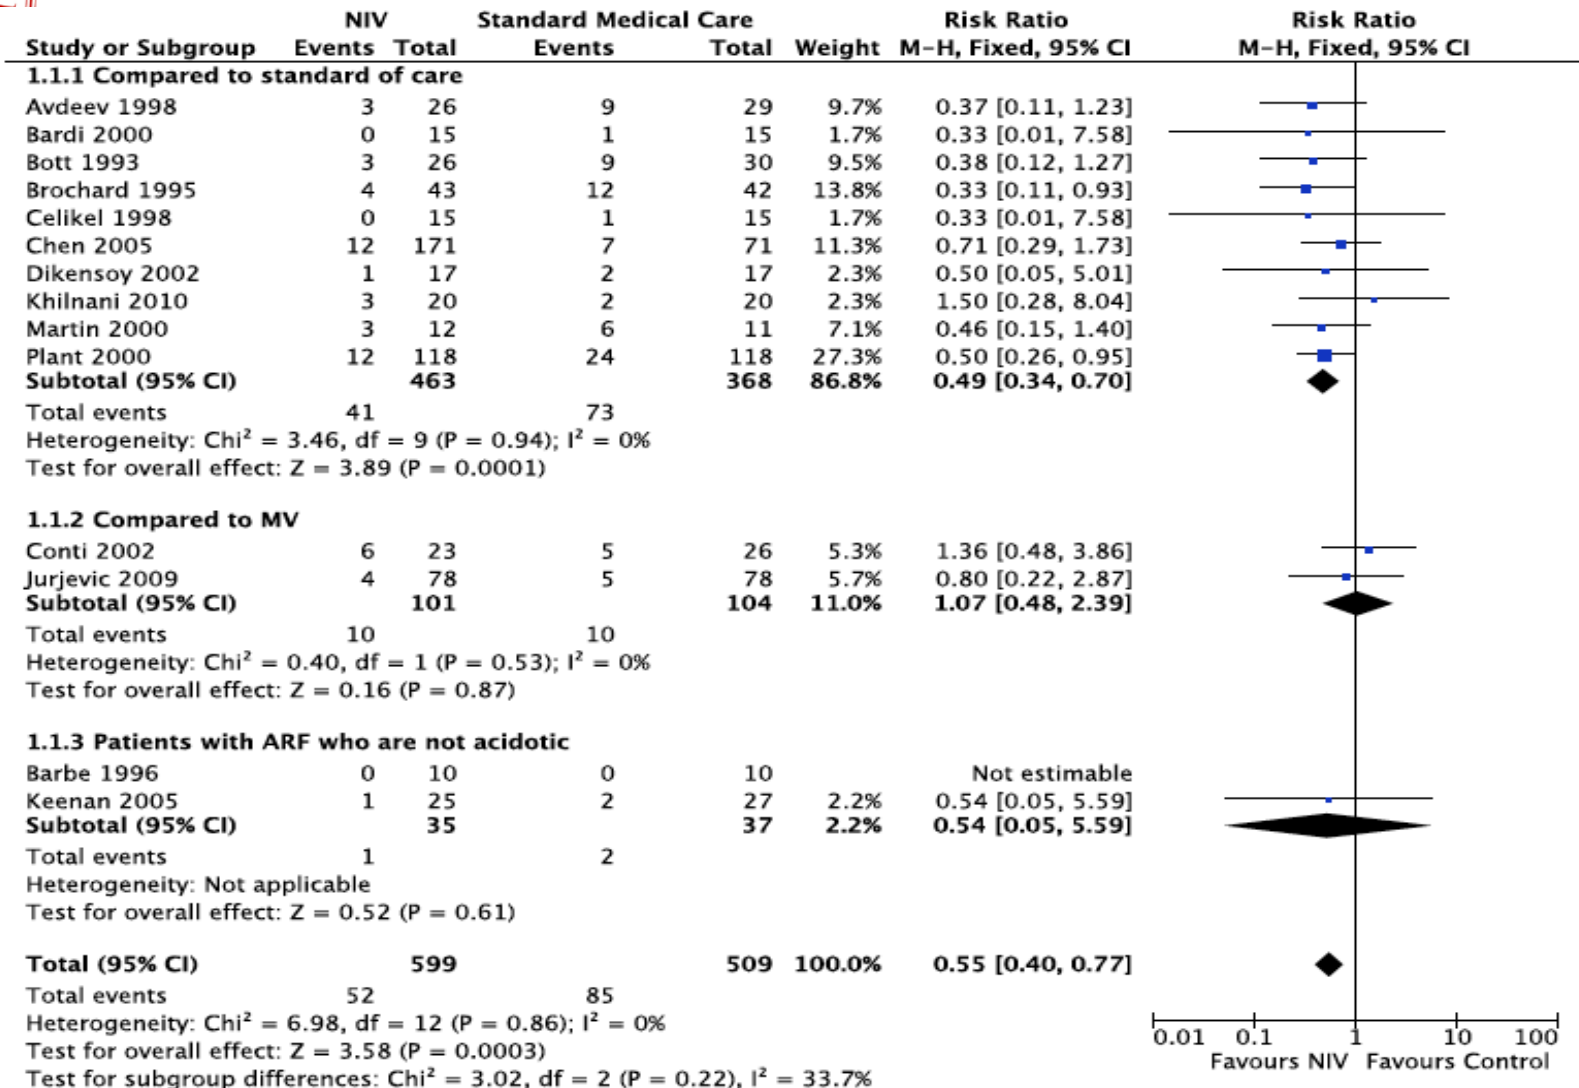 NIV Standard Medical Care Risk Ratio Risk Ratio
Study or Subgroup Events Total Events Total Weight M-H, Fixed, 95% CI M-H, Fixed, 95% CI
1.1.1 Compared to standard of care
Avdeev 1998 3 26 9 29 9.7% 0.37 [0.11, 1.23]
Bardi 2000 0 15 1 15 1.7% 0.33 [0.01, 7.58]
Bott 1993 3 26 9 30 9.5% 0.38 [0.12, 1.27]
Brochard 1995 4 43 12 42 13.8% 0.33 [0.11, 0.93]
Celikel 1998 0 15 1 15 1.7% 0.33 [0.01, 7.58]
Chen 2005 12 171 7 71 11.3% 0.71 [0.29, 1.73]
Dikensoy 2002 1 17 2 17 2.3% 0.50 [0.05, 5.01]
Khilnani 2010 3 20 2 20 2.3% 1.50 [0.28, 8.04]
Martin 2000 3 12 6 11 7.1% 0.46 [0.15, 1.40]
Plant 2000 12 118 24 118 27.3% 0.50 [0.26, 0.95]
Subtotal (95% CI) 463 368 86.8% 0.49 [0.34, 0.70]
Total events 41 73
Heterogeneity: Chi² = 3.46, df = 9 (P = 0.94); I² = 0%
Test for overall effect: Z = 3.89 (P = 0.0001)
1.1.2 Compared to MV
Conti 2002 6 23 5 26 5.3% 1.36 [0.48, 3.86]
Jurjevic 2009 4 78 5 78 5.7% 0.80 [0.22, 2.87]
Subtotal (95% CI) 101 104 11.0% 1.07 [0.48, 2.39]
Total events 10 10
Heterogeneity: Chi² = 0.40, df = 1 (P = 0.53); I² = 0%
Test for overall effect: Z = 0.16 (P = 0.87)
1.1.3 Patients with ARF who are not acidotic
Barbe 1996 0 10 0 10 Not estimable
Keenan 2005 1 25 2 27 2.2% 0.54 [0.05, 5.59]
Subtotal (95% CI) 35 37 2.2% 0.54 [0.05, 5.59]
Total events 1 2
Heterogeneity: Not applicable
Test for overall effect: Z = 0.52 (P = 0.61)
Total (95% CI) 599 509 100.0% 0.55 [0.40, 0.77]
Total events 52 85
Heterogeneity: Chi² = 6.98, df = 12 (P = 0.86); I² = 0%
Test for overall effect: Z = 3.58 (P = 0.0003)
Test for subgroup differences: Chi² = 3.02, df = 2 (P = 0.22), I² = 33.7%
0.01 0.1 1 10 100
Favours NIV Favours Control